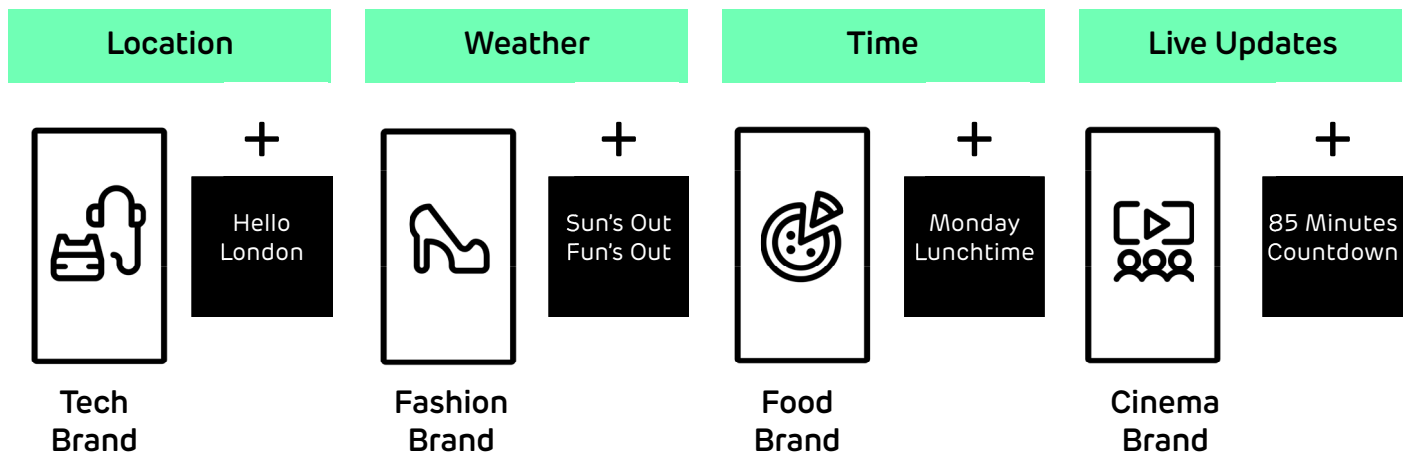 Location
Weather
Time
Live Updates
Hello
London
Sun's Out
Fun's Out
Monday
Lunchtime
85 Minutes
Countdown
Tech
Brand
Fashion
Brand
Food
Brand
Cinema
Brand